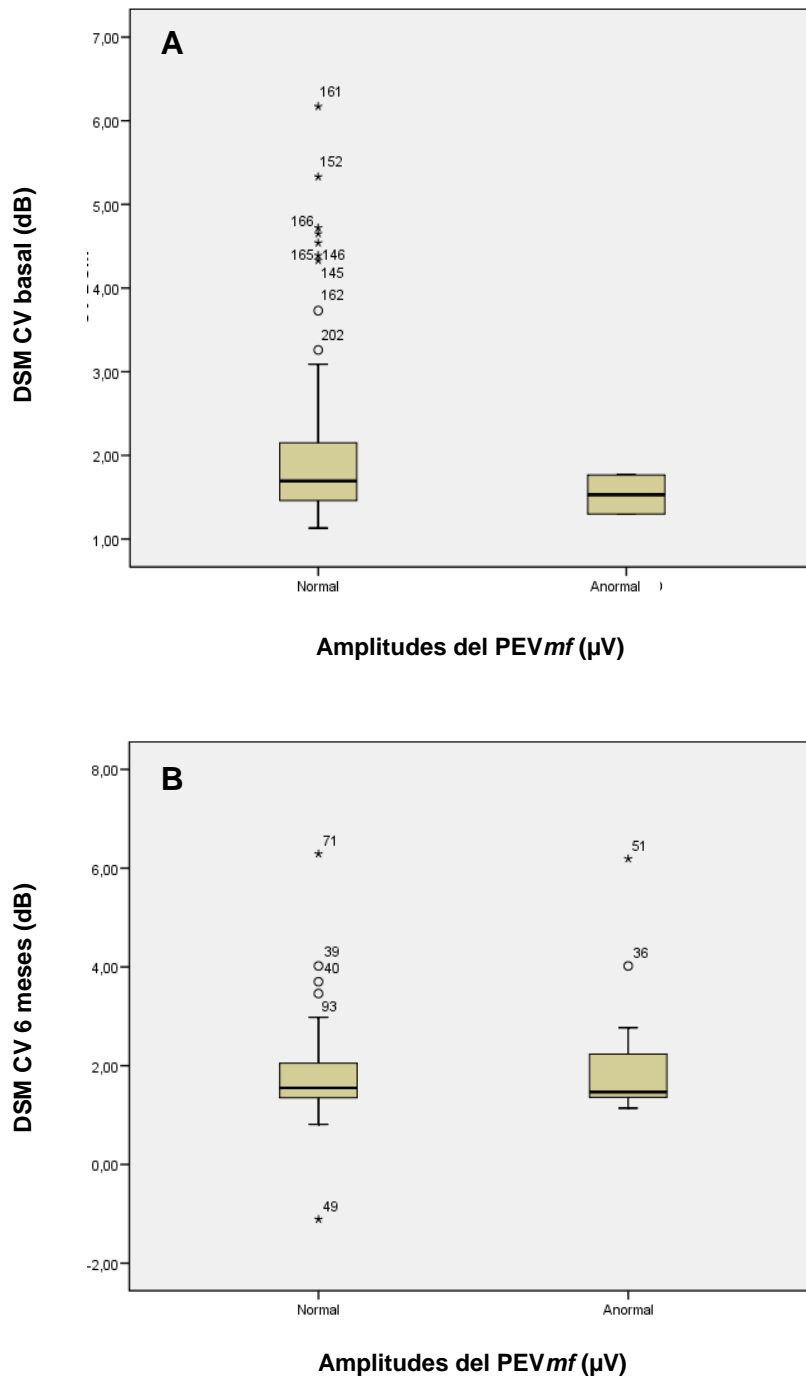 A
7,00
161
6,00
152
DSM CV basal (dB)
5,00
166
165 146
145
4,00
162
202
3,00
2,00
1,00
Normal
Anormal
Amplitudes del PEVmf (µV)
B
8,00
71
51
6,00
DSM CV 6 meses (dB)
39
36
4,00
40
93
2,00
0,00
49
-2,00
Normal
Anormal
Amplitudes del PEVmf (µV)